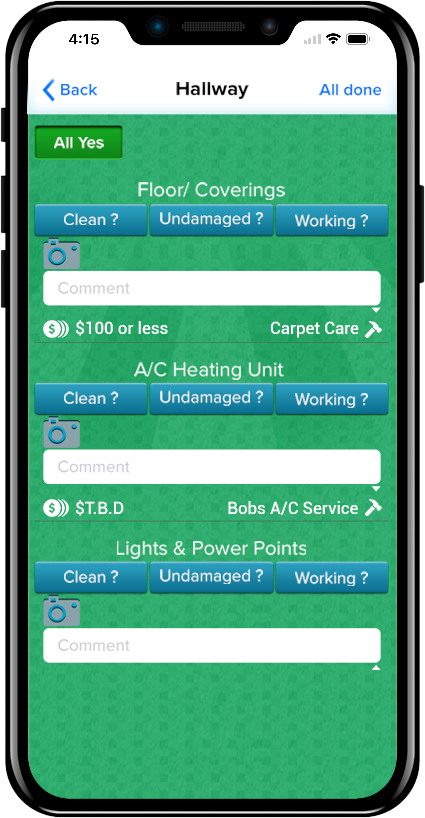 4:15
Back Hallway All done
All Yes
Floor/ Coverings
Clean ? Undamaged ? Working ?
Comment
$ $100 or less Carpet Care
A/C Heating Unit
Clean ? Undamaged ? Working ?
Comment
$ $T.B.D Bobs A/C Service
Lights & Power Points
Clean ? Undamaged ? Working ?
Comment